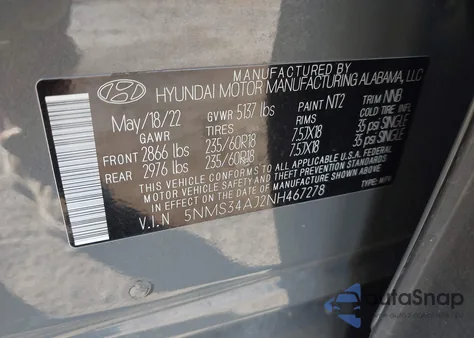 MANUFACTURED BY
HYUNDAI MOTOR MANUFACTURING ALABAMA, LLC
May/18/22 GVWR 5137 lbs PAINT NT2 TRIM NNB
GAWR TIRES RIMS COLD TIRE INFL
FRONT 2866 lbs 235/60R18 7.5JX18 35 psi SINGLE
REAR 2976 lbs 235/60R18 7.5JX18 35 psi SINGLE
THIS VEHICLE CONFORMS TO ALL APPLICABLE U.S. FEDERAL
MOTOR VEHICLE SAFETY AND THEFT PREVENTION STANDARDS
IN EFFECT ON THE DATE OF MANUFACTURE
V.I.N 5NMS34AJ2NH467278 TYPE:
AutoSnap